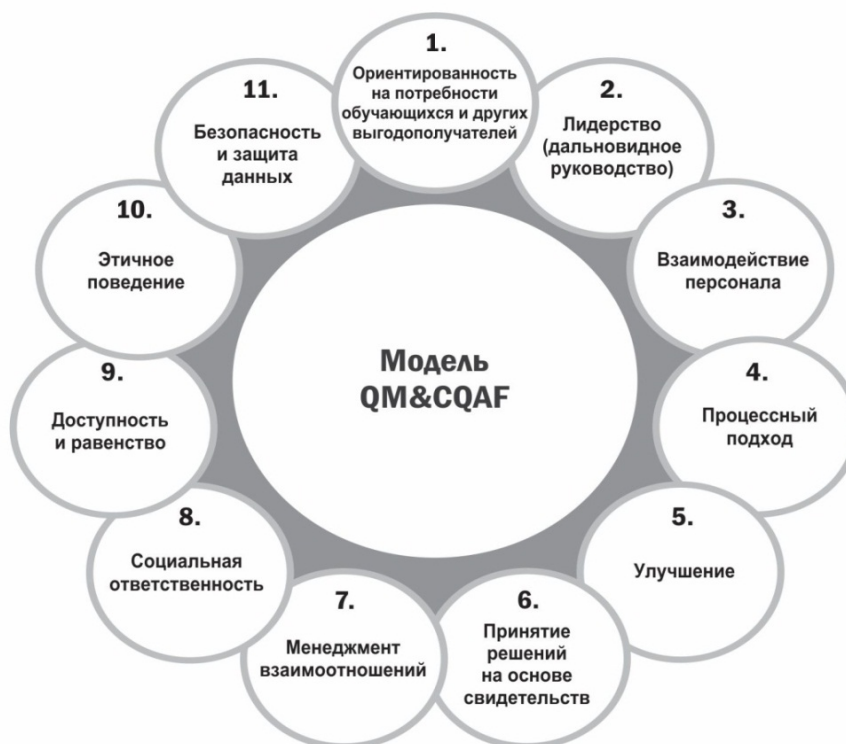 1.
Ориентированность
на потребности
обучающихся и других
выгодополучателей
2.
Лидерство
(дальновидное
руководство)
3.
Взаимодействие
персонала
4.
Процессный
подход
5.
Улучшение
6.
Принятие
решений
на основе
свидетельств
7.
Менеджмент
взаимоотношений
8.
Социальная
ответственность
9.
Доступность
и равенство
10.
Этичное
поведение
11.
Безопасность
и защита
данных
Модель
QM&CQAF